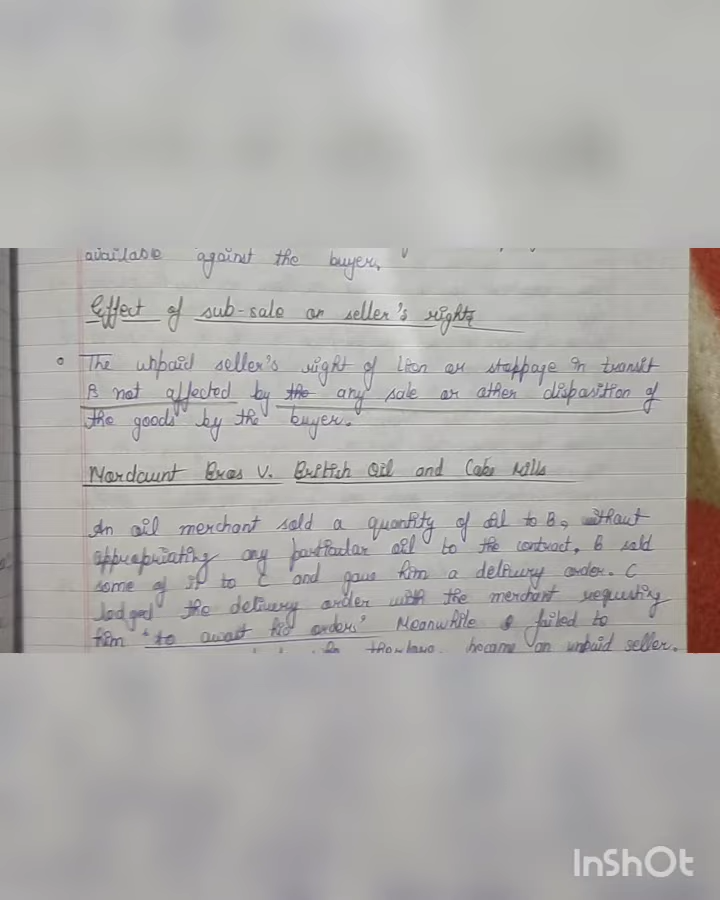 available against the buyer.
Effect of sub-sale on seller's rights
The unpaid seller's right of lien or stoppage in transit
is not affected by the any sale or other disposition of
the goods by the buyer.
Mordaunt Bros V. British Oil and Cake Mills
An oil merchant sold a quantity of oil to B, without
appropriating any particular oil to the contract, B sold
some of it to C and gave him a delivery order. C
lodged the delivery order with the merchant requesting
him "to await his orders" Meanwhile failed to
therefore, became an unpaid seller.
InShOt